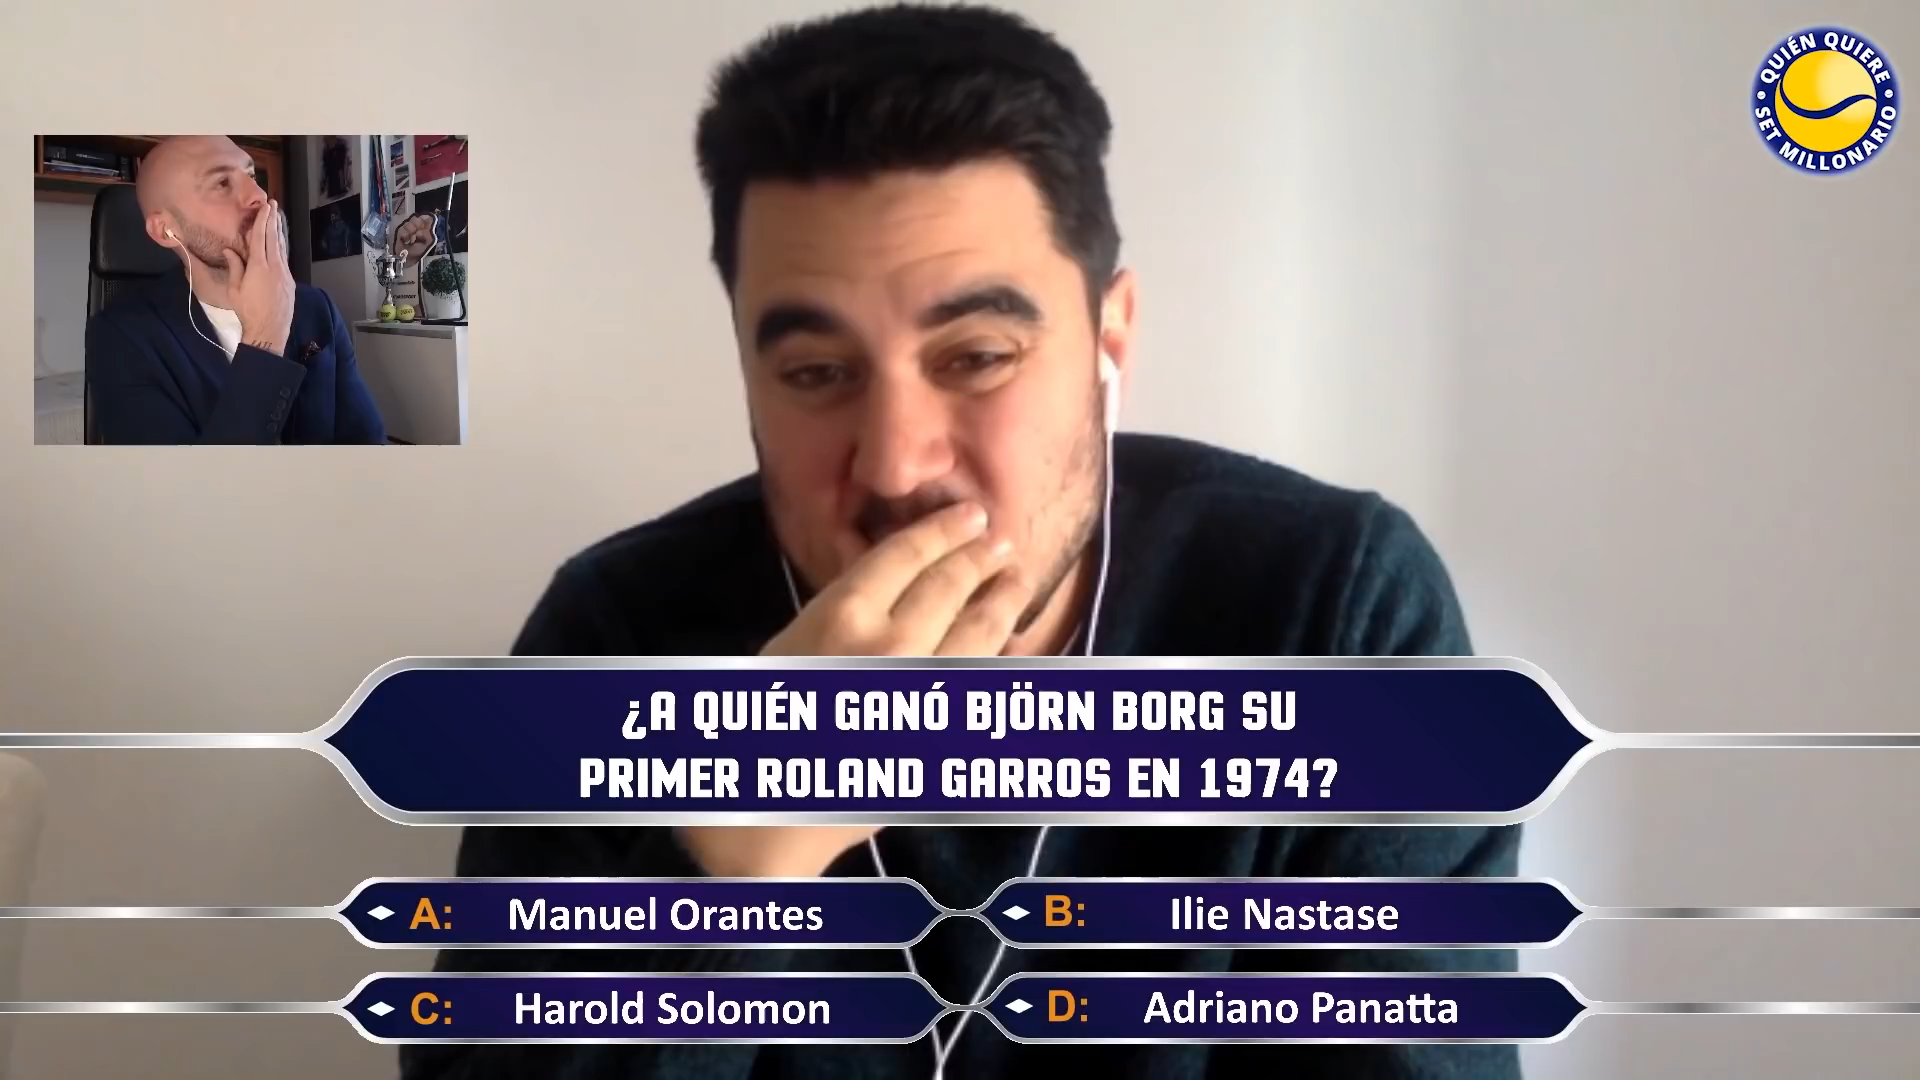 QUIÉN QUIERE
SET MILLONARIO
¿A QUIÉN GANÓ BJÖRN BORG SU
PRIMER ROLAND GARROS EN 1974?
A: Manuel Orantes
B: Ilie Nastase
C: Harold Solomon
D: Adriano Panatta